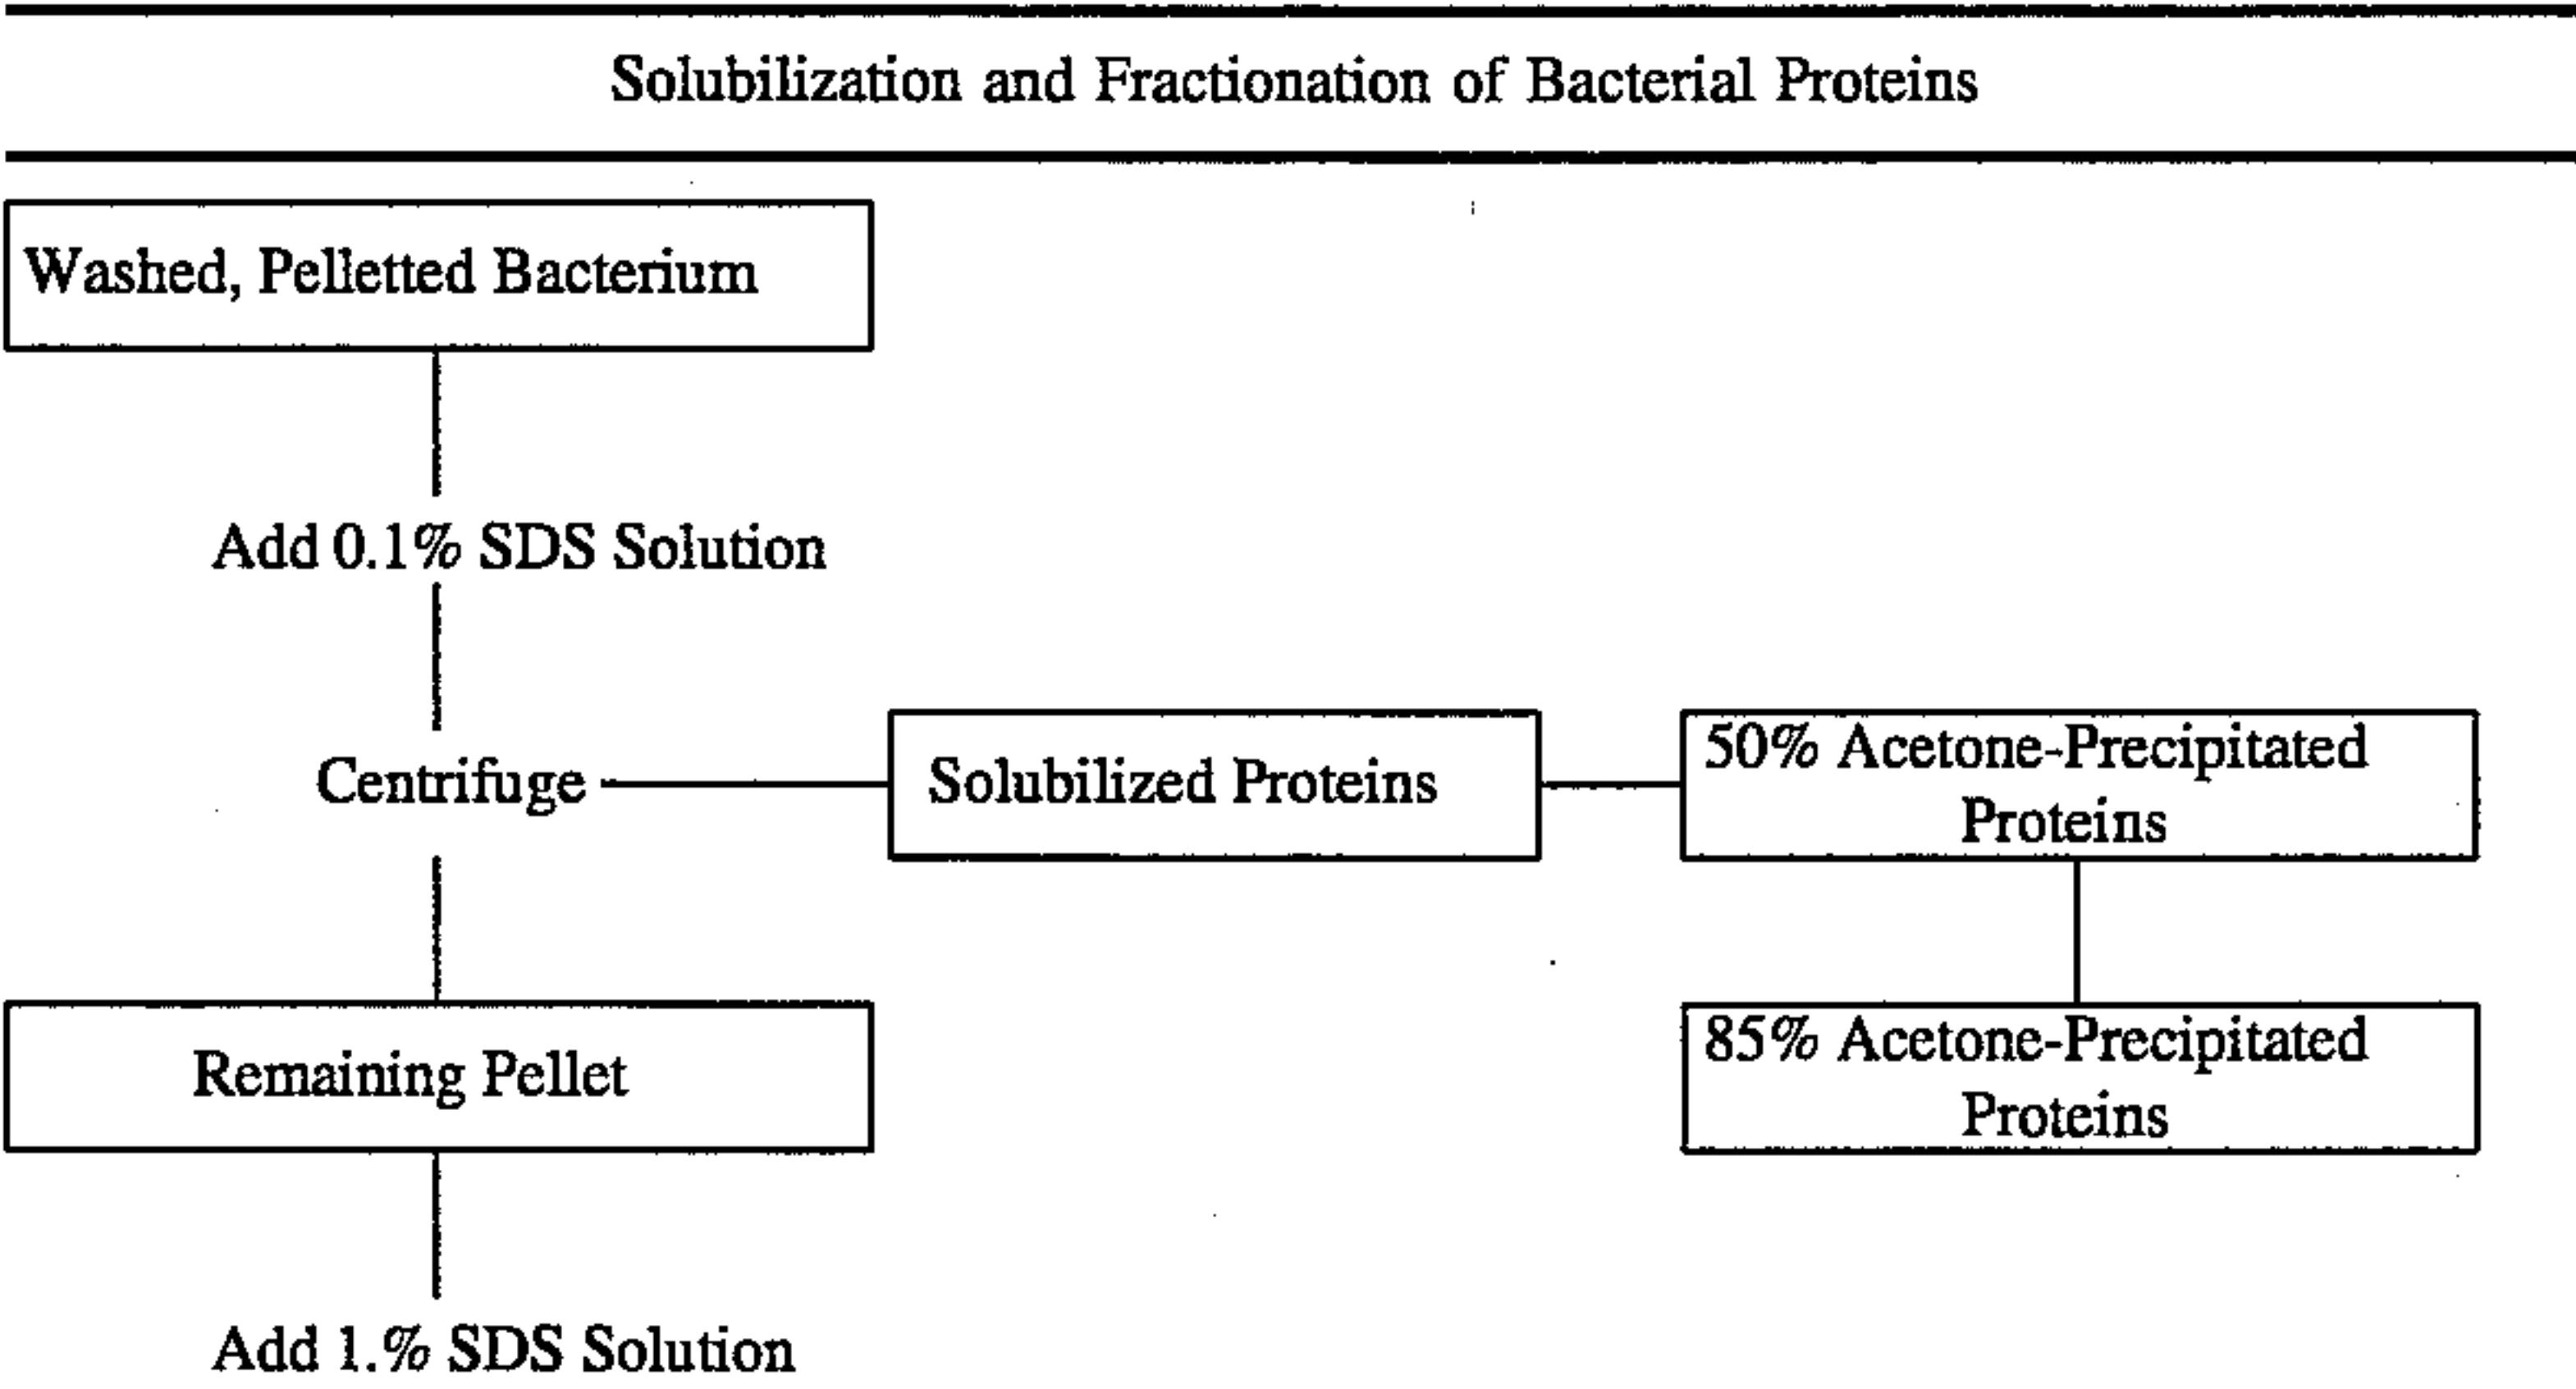 Solubilization and Fractionation of Bacterial Proteins
Washed, Pelletted Bacterium
Add 0.1% SDS Solution
Centrifuge
Solubilized Proteins
50% Acetone-Precipitated
Proteins
Remaining Pellet
85% Acetone-Precipitated
Proteins
Add 1.% SDS Solution